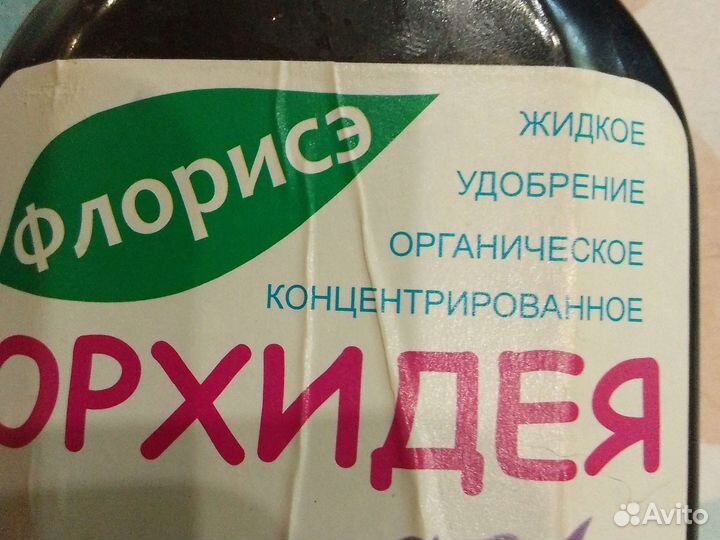 Флорисэ
ЖИДКОЕ
УДОБРЕНИЕ
ОРГАНИЧЕСКОЕ
КОНЦЕНТРИРОВАННОЕ
ОРХИДЕЯ
Avito